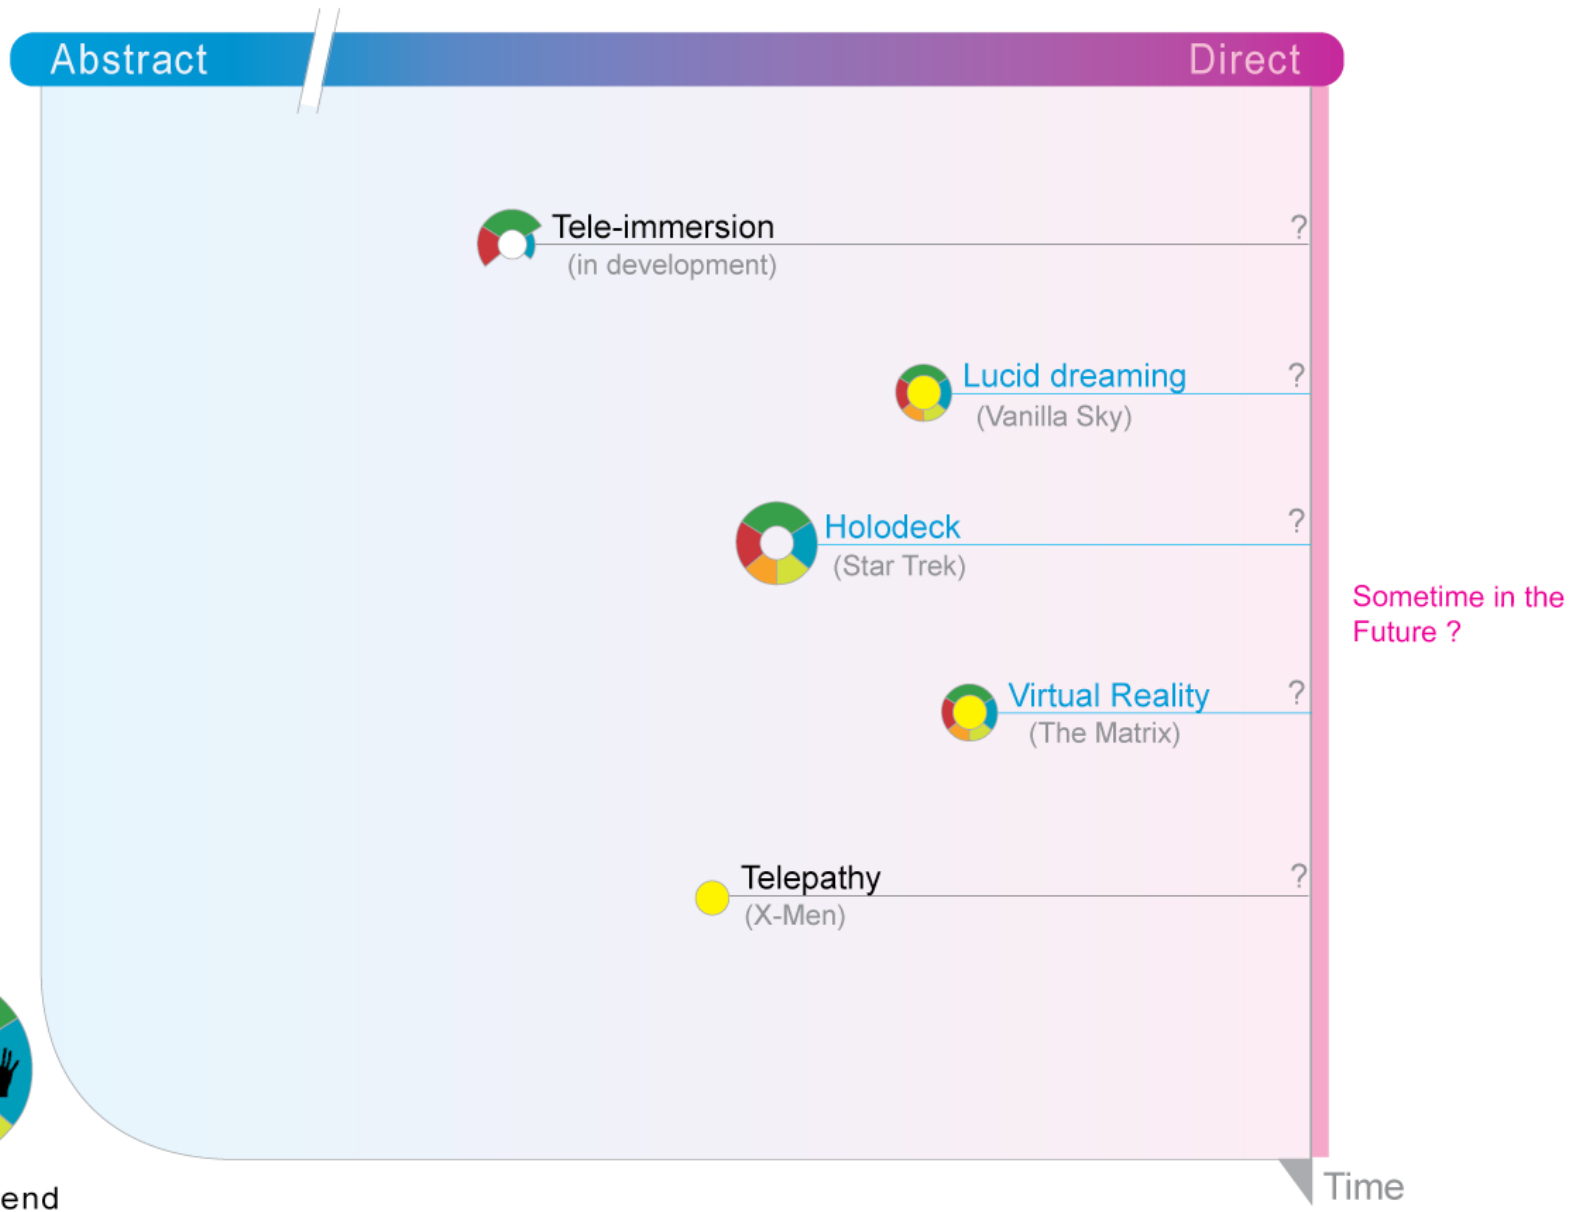 Abstract
Direct
Tele-immersion ?
(in development)
Lucid dreaming ?
(Vanilla Sky)
Holodeck ?
(Star Trek)
Sometime in the
Future ?
Virtual Reality ?
(The Matrix)
Telepathy ?
(X-Men)
Time
end